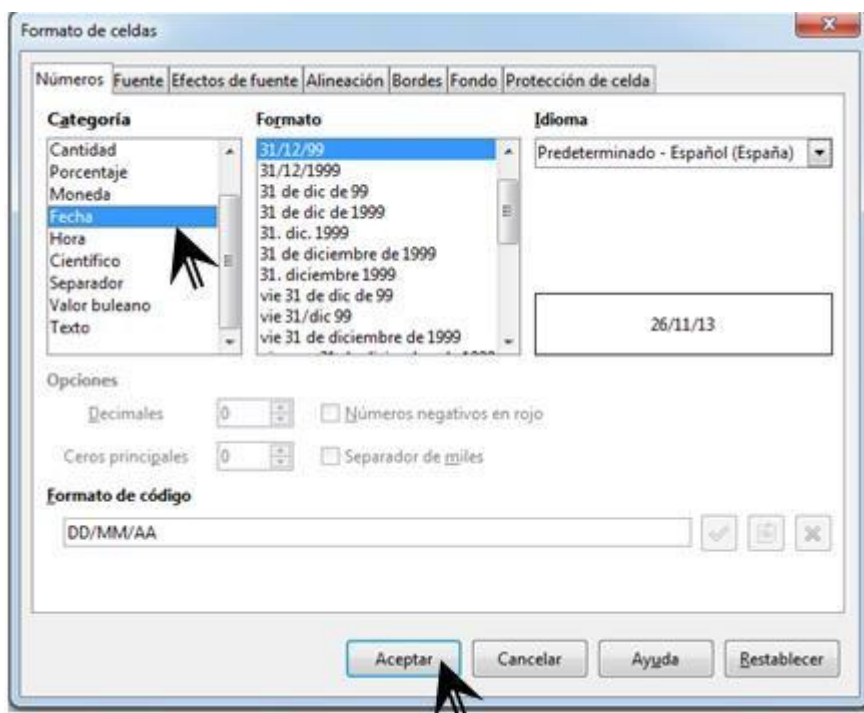 Formato de celdas
Números Fuente Efectos de fuente Alineación Bordes Fondo Protección de celda
Categoría
Cantidad
Porcentaje
Moneda
Fecha
Hora
Científico
Separador
Valor buleano
Texto
Formato
31/12/99
31/12/1999
31 de dic de 99
31 de dic de 1999
31. dic. 1999
31 de diciembre de 1999
31. diciembre 1999
vie 31 de dic de 99
vie 31/dic 99
vie 31 de diciembre de 1999
Idioma
Predeterminado - Español (España)
26/11/13
Opciones
Decimales 0 Números negativos en rojo
Ceros principales 0 Separador de miles
Formato de código
DD/MM/AA
Aceptar Cancelar Ayuda Restablecer